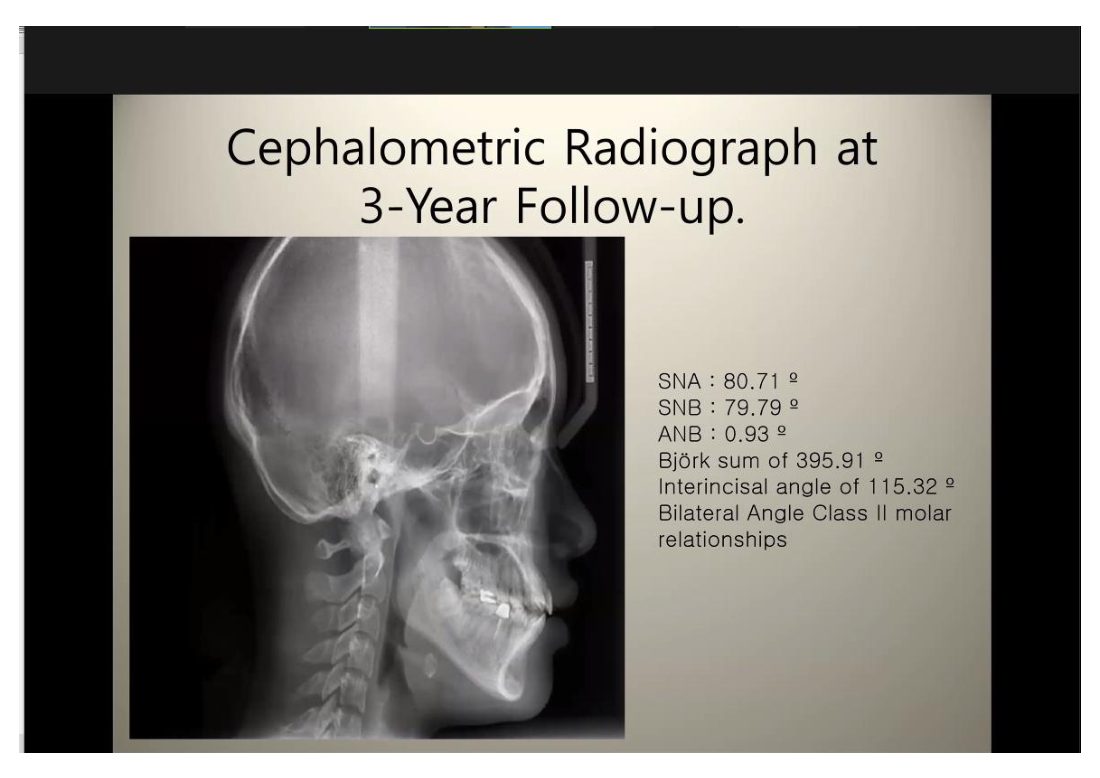 Cephalometric Radiograph at
3-Year Follow-up.
SNA : 80.71 º
SNB : 79.79 º
ANB : 0.93 º
Björk sum of 395.91 º
Interincisal angle of 115.32 º
Bilateral Angle Class II molar
relationships